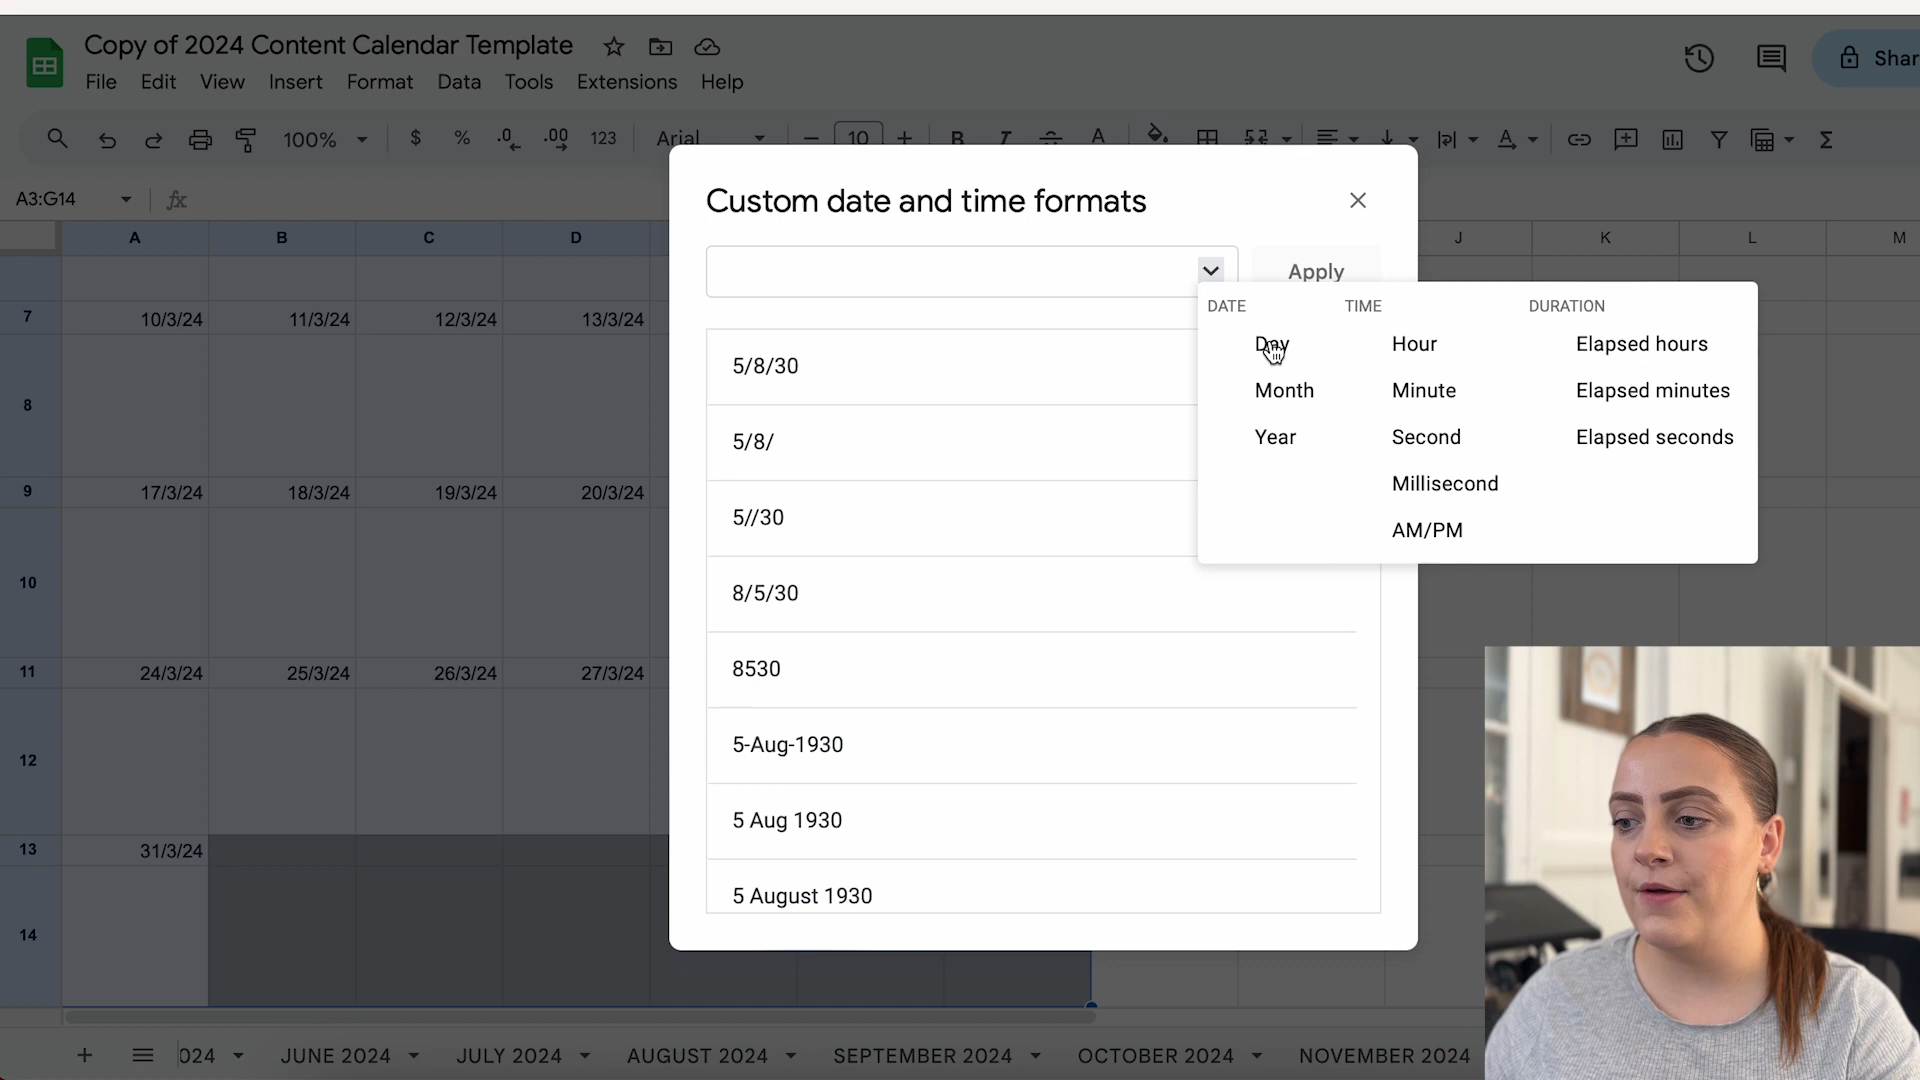 Copy of 2024 Content Calendar Template
File Edit View Insert Format Data Tools Extensions Help
100% $ % .0 .00 123 Arial 10 B I A A Σ
A3:G14 fx
A B C D J K L M
Custom date and time formats
Apply
DATE TIME DURATION
Day Hour Elapsed hours
Month Minute Elapsed minutes
Year Second Elapsed seconds
Millisecond
AM/PM
5/8/30
5/8/
5//30
8/5/30
8530
5-Aug-1930
5 Aug 1930
5 August 1930
7 10/3/24 11/3/24 12/3/24 13/3/24
8
9 17/3/24 18/3/24 19/3/24 20/3/24
10
11 24/3/24 25/3/24 26/3/24 27/3/24
12
13 31/3/24
14
024 JUNE 2024 JULY 2024 AUGUST 2024 SEPTEMBER 2024 OCTOBER 2024 NOVEMBER 2024